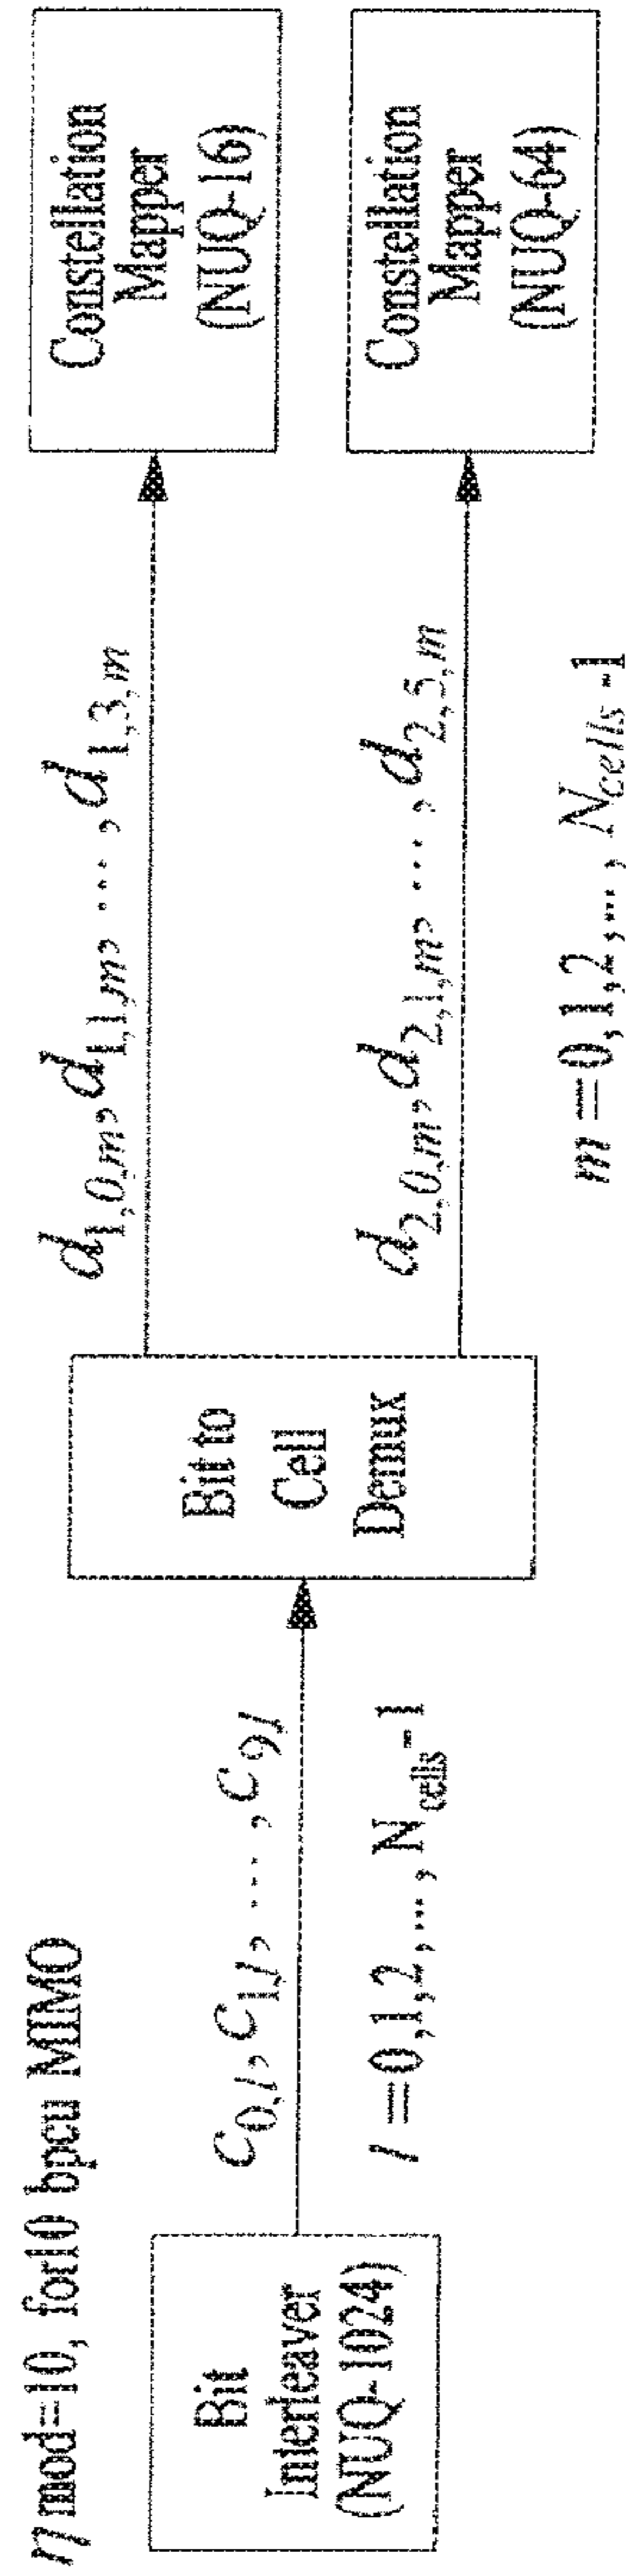 η mod=10, for10 bpcu MIMO
Bit
Interleaver
(NUQ-1024)
c0,l, c1,l, ..., c9l
l =0,1,2,..., Ncells-1
Bit to
Cell
Demux
d1,0,m, d1,1,m, ..., d1,3,m
d2,0,m, d2,1,m, ..., d2,5,m
m =0,1,2,..., Ncells-1
Constellation
Mapper
(NUQ-16)
Constellation
Mapper
(NUQ-64)